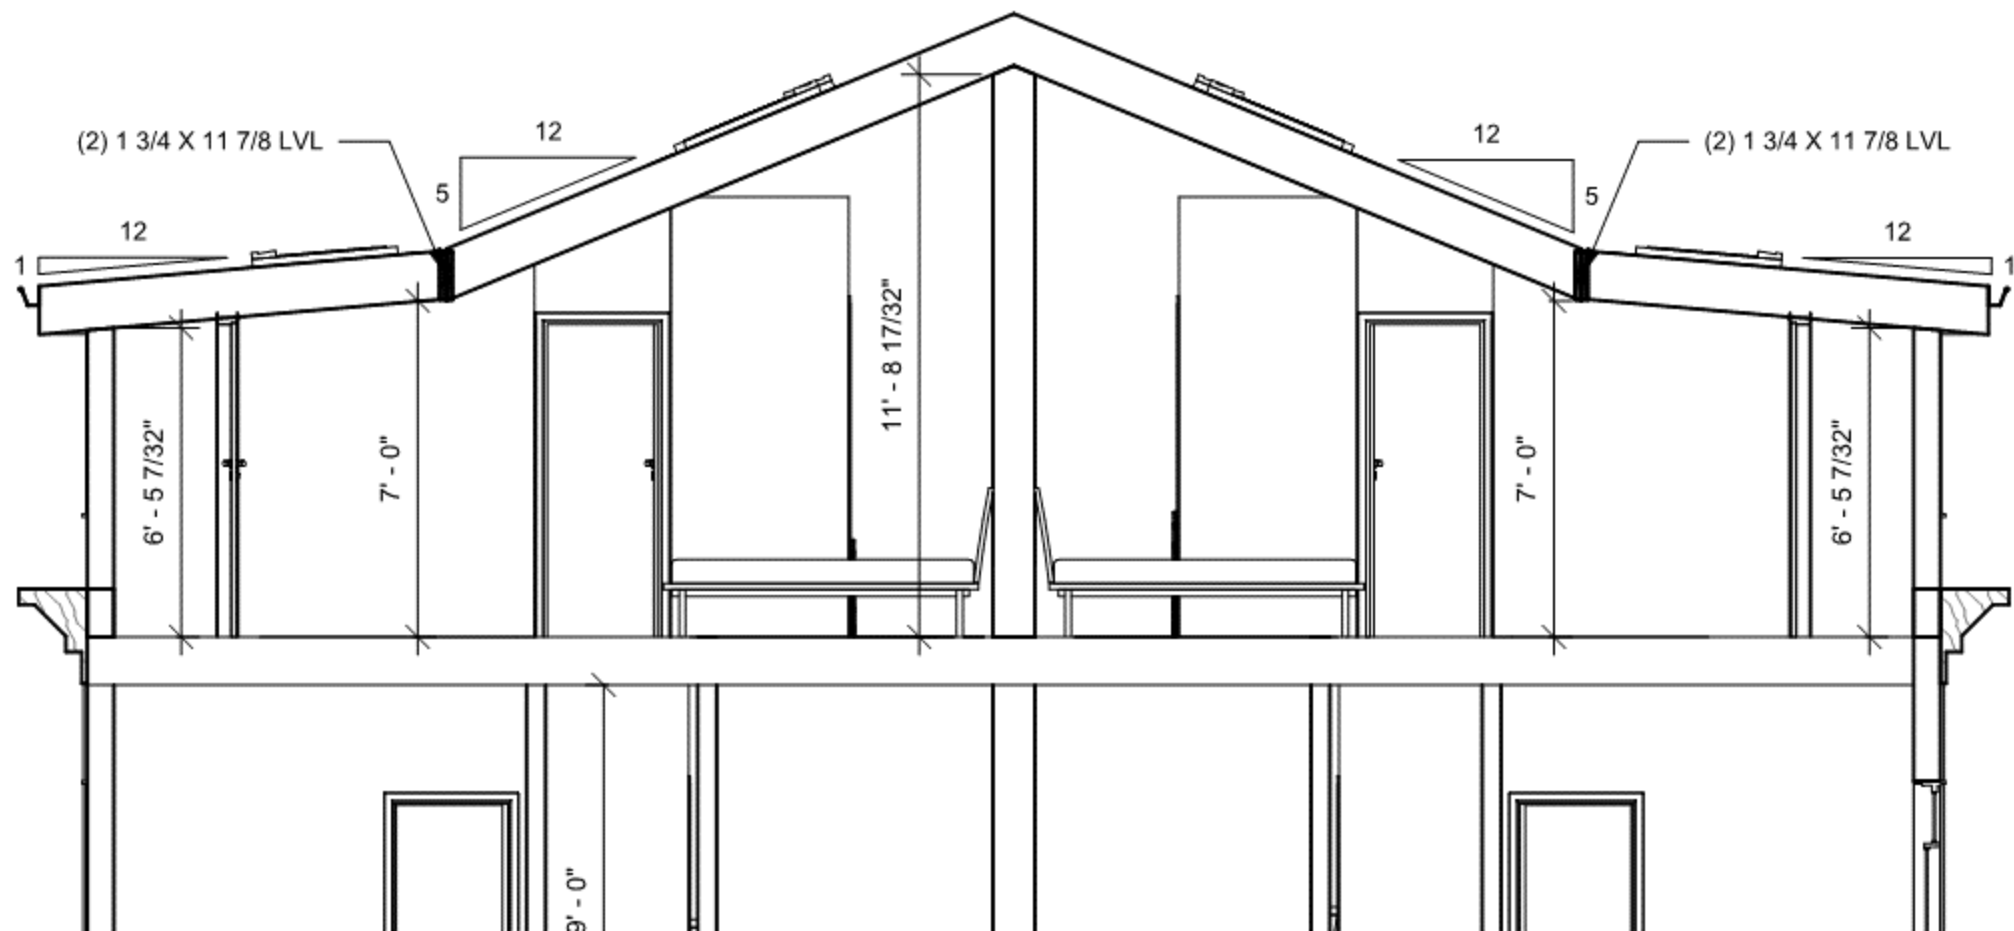 (2) 1 3/4 X 11 7/8 LVL
12
5
12
1
12
5
(2) 1 3/4 X 11 7/8 LVL
12
1
6' - 5 7/32"
7' - 0"
11' - 8 17/32"
7' - 0"
6' - 5 7/32"
9' - 0"